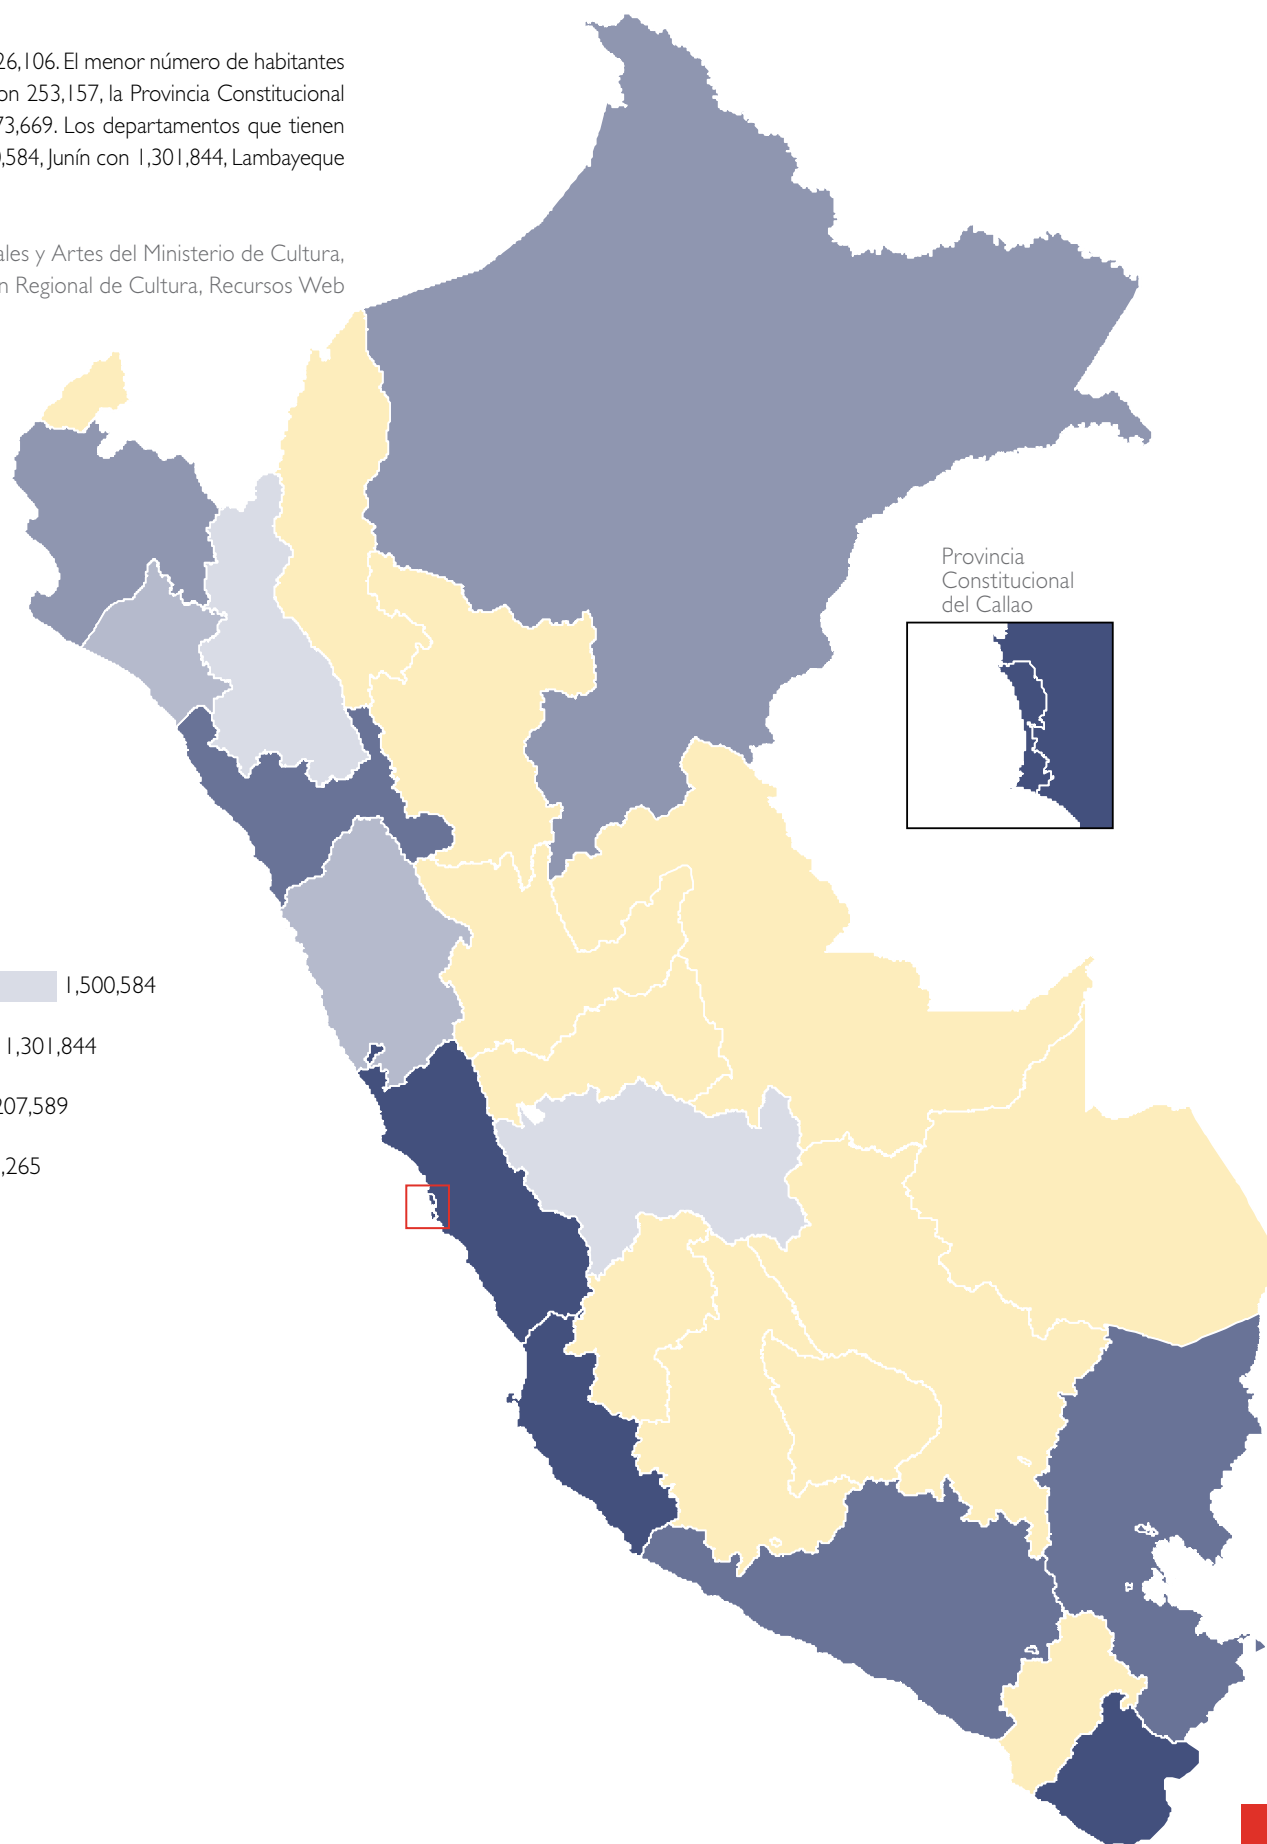 26,106. El menor número de habitantes
on 253,157, la Provincia Constitucional
73,669. Los departamentos que tienen
0,584, Junín con 1,301,844, Lambayeque
ales y Artes del Ministerio de Cultura,
n Regional de Cultura, Recursos Web
Provincia
Constitucional
del Callao
1,500,584
1,301,844
207,589
,265